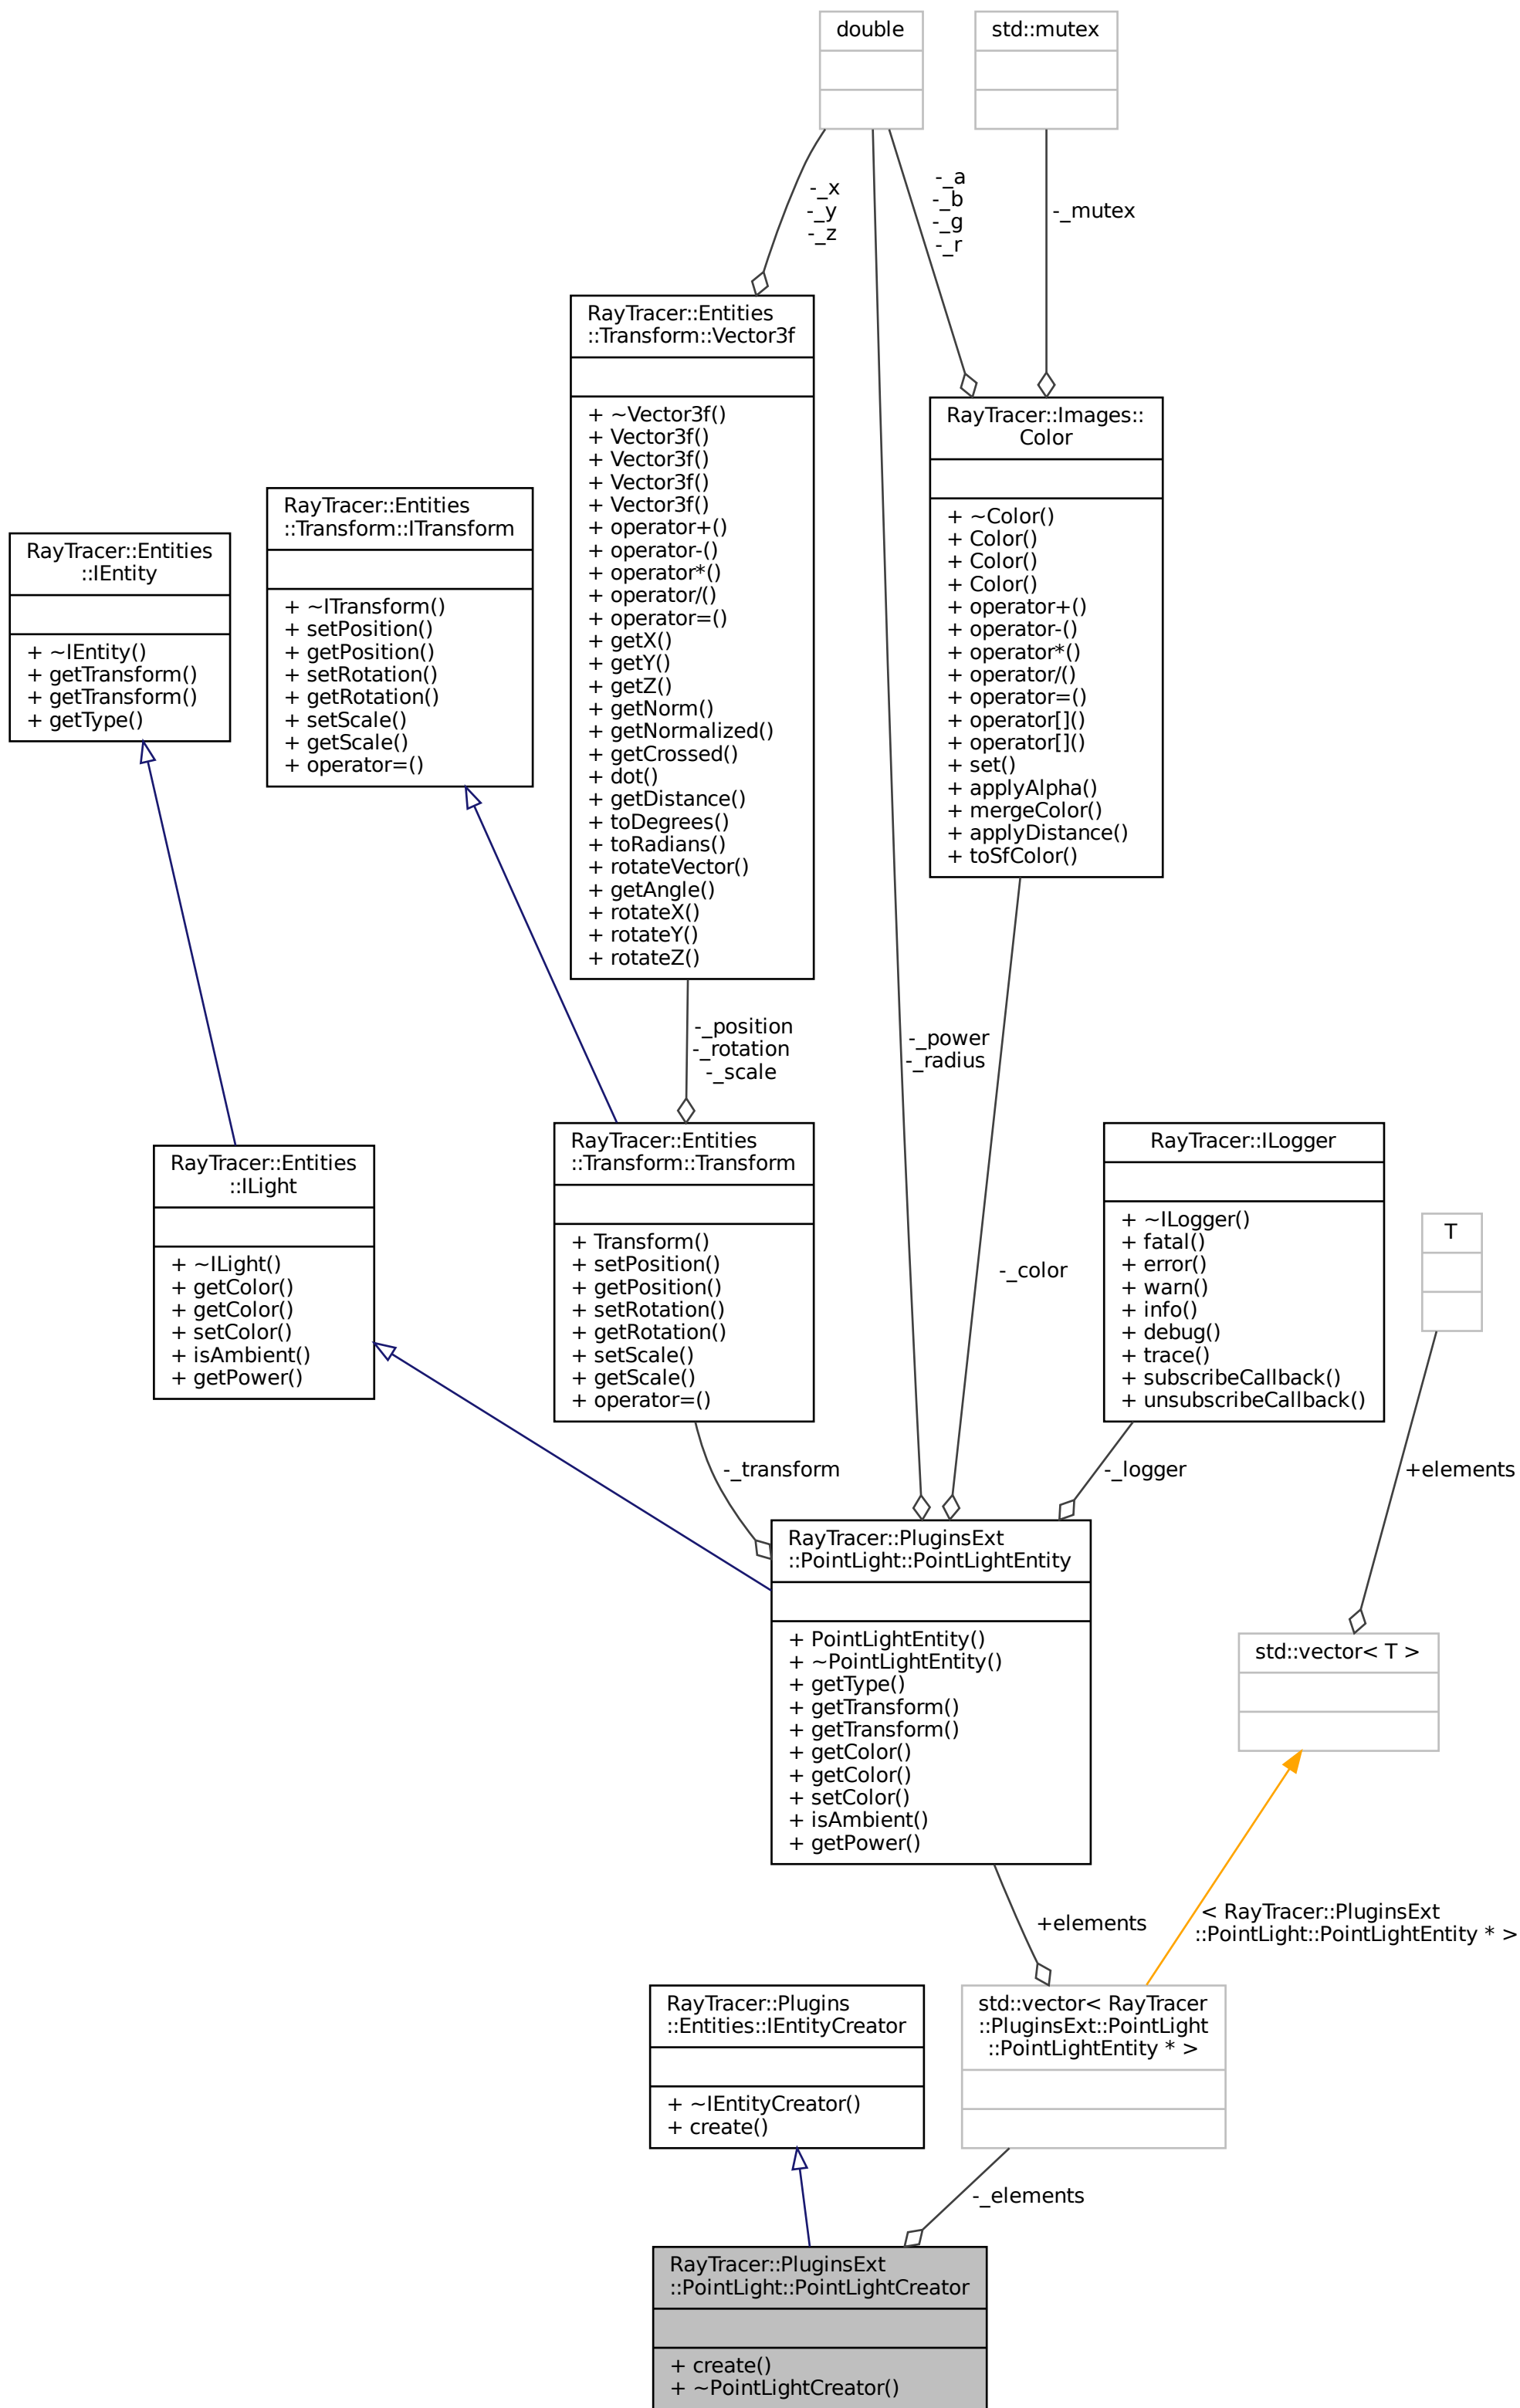 double
std::mutex
-_x
-_y
-_z
-_a
-_b
-_g
-_r
-_mutex
RayTracer::Entities
::Transform::Vector3f
+ ~Vector3f()
+ Vector3f()
+ Vector3f()
+ Vector3f()
+ Vector3f()
+ operator+()
+ operator-()
+ operator*()
+ operator/()
+ operator=()
+ getX()
+ getY()
+ getZ()
+ getNorm()
+ getNormalized()
+ getCrossed()
+ dot()
+ getDistance()
+ toDegrees()
+ toRadians()
+ rotateVector()
+ getAngle()
+ rotateX()
+ rotateY()
+ rotateZ()
RayTracer::Images::
Color
+ ~Color()
+ Color()
+ Color()
+ Color()
+ operator+()
+ operator-()
+ operator*()
+ operator/()
+ operator=()
+ operator[]()
+ operator[]()
+ set()
+ applyAlpha()
+ mergeColor()
+ applyDistance()
+ toSfColor()
RayTracer::Entities
::Transform::ITransform
+ ~ITransform()
+ setPosition()
+ getPosition()
+ setRotation()
+ getRotation()
+ setScale()
+ getScale()
+ operator=()
RayTracer::Entities
::IEntity
+ ~IEntity()
+ getTransform()
+ getTransform()
+ getType()
-_position
-_rotation
-_scale
-_power
-_radius
RayTracer::Entities
::ILight
+ ~ILight()
+ getColor()
+ getColor()
+ setColor()
+ isAmbient()
+ getPower()
RayTracer::Entities
::Transform::Transform
+ Transform()
+ setPosition()
+ getPosition()
+ setRotation()
+ getRotation()
+ setScale()
+ getScale()
+ operator=()
-_color
RayTracer::ILogger
+ ~ILogger()
+ fatal()
+ error()
+ warn()
+ info()
+ debug()
+ trace()
+ subscribeCallback()
+ unsubscribeCallback()
T
-_transform
-_logger
+elements
RayTracer::PluginsExt
::PointLight::PointLightEntity
+ PointLightEntity()
+ ~PointLightEntity()
+ getType()
+ getTransform()
+ getTransform()
+ getColor()
+ getColor()
+ setColor()
+ isAmbient()
+ getPower()
std::vector< T >
+elements
< RayTracer::PluginsExt
::PointLight::PointLightEntity * >
RayTracer::Plugins
::Entities::IEntityCreator
+ ~IEntityCreator()
+ create()
std::vector< RayTracer
::PluginsExt::PointLight
::PointLightEntity * >
-_elements
RayTracer::PluginsExt
::PointLight::PointLightCreator
+ create()
+ ~PointLightCreator()